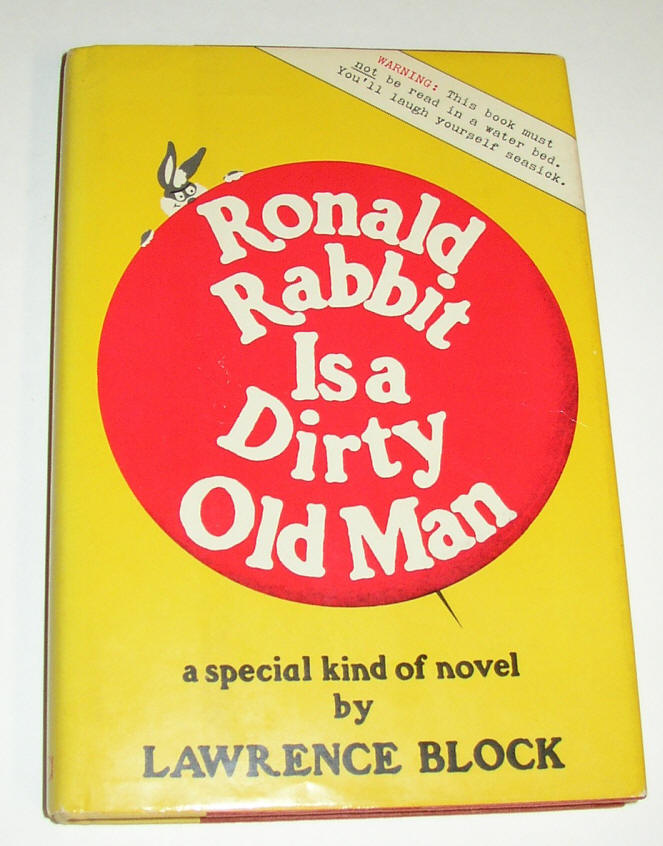 WARNING: This book must
not be read in a water bed.
You'll laugh yourself seasick.
Ronald
Rabbit
Is a
Dirty
Old Man
a special kind of novel
by
LAWRENCE BLOCK